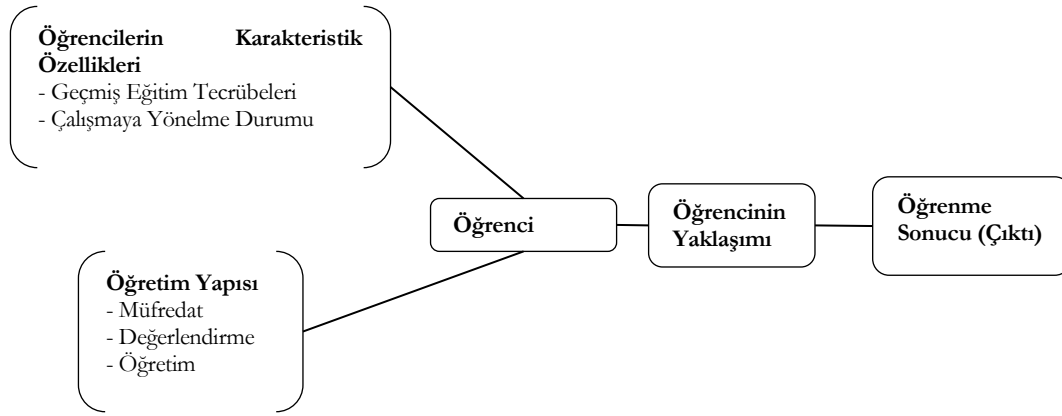 Öğrencilerin Karakteristik
Özellikleri
- Geçmiş Eğitim Tecrübeleri
- Çalışmaya Yönelme Durumu
Öğretim Yapısı
- Müfredat
- Değerlendirme
- Öğretim
Öğrenci
Öğrencinin
Yaklaşımı
Öğrenme
Sonucu (Çıktı)